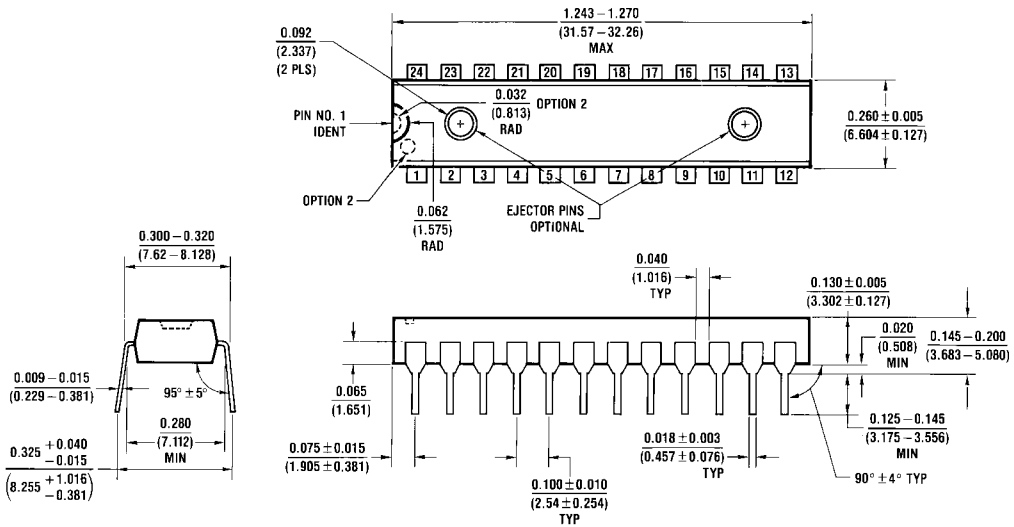 1.243–1.270
(31.57–32.26)
MAX
0.092
(2.337)
(2 PLS)
24 23 22 21 20 19 18 17 16 15 14 13
0.032
(0.813)
RAD
OPTION 2
PIN NO. 1
IDENT
0.260 ± 0.005
(6.604 ± 0.127)
1 2 3 4 5 6 7 8 9 10 11 12
OPTION 2
0.062
(1.575)
RAD
EJECTOR PINS
OPTIONAL
0.300–0.320
(7.62–8.128)
0.040
(1.016)
TYP
0.130 ± 0.005
(3.302 ± 0.127)
0.020
(0.508)
MIN
0.145–0.200
(3.683–5.080)
0.009–0.015
(0.229–0.381)
95° ± 5°
0.280
(7.112)
MIN
0.325 +0.040
−0.015
(8.255 +1.016
−0.381)
0.065
(1.651)
0.075 ± 0.015
(1.905 ± 0.381)
0.100 ± 0.010
(2.54 ± 0.254)
TYP
0.018 ± 0.003
(0.457 ± 0.076)
TYP
0.125–0.145
(3.175–3.556)
MIN
90° ± 4° TYP